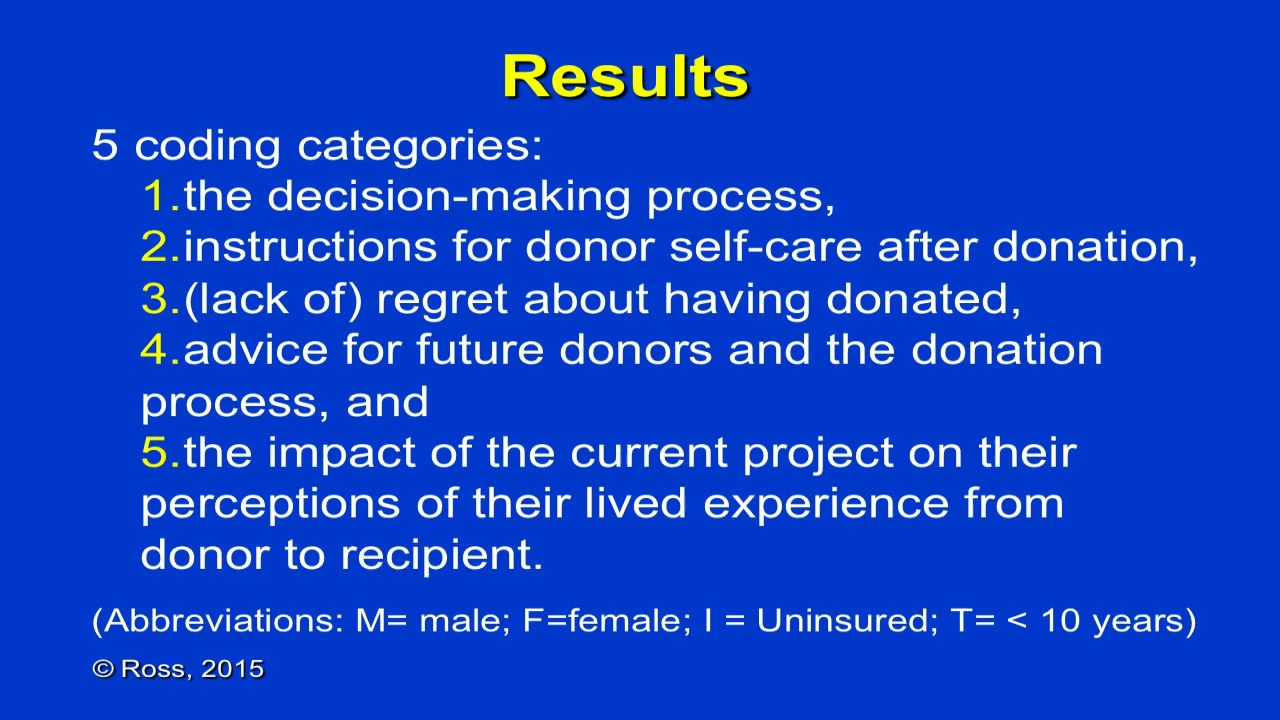 Results
5 coding categories:
1.the decision-making process,
2.instructions for donor self-care after donation,
3.(lack of) regret about having donated,
4.advice for future donors and the donation
process, and
5.the impact of the current project on their
perceptions of their lived experience from
donor to recipient.
(Abbreviations: M= male; F=female; I = Uninsured; T= < 10 years)
© Ross, 2015